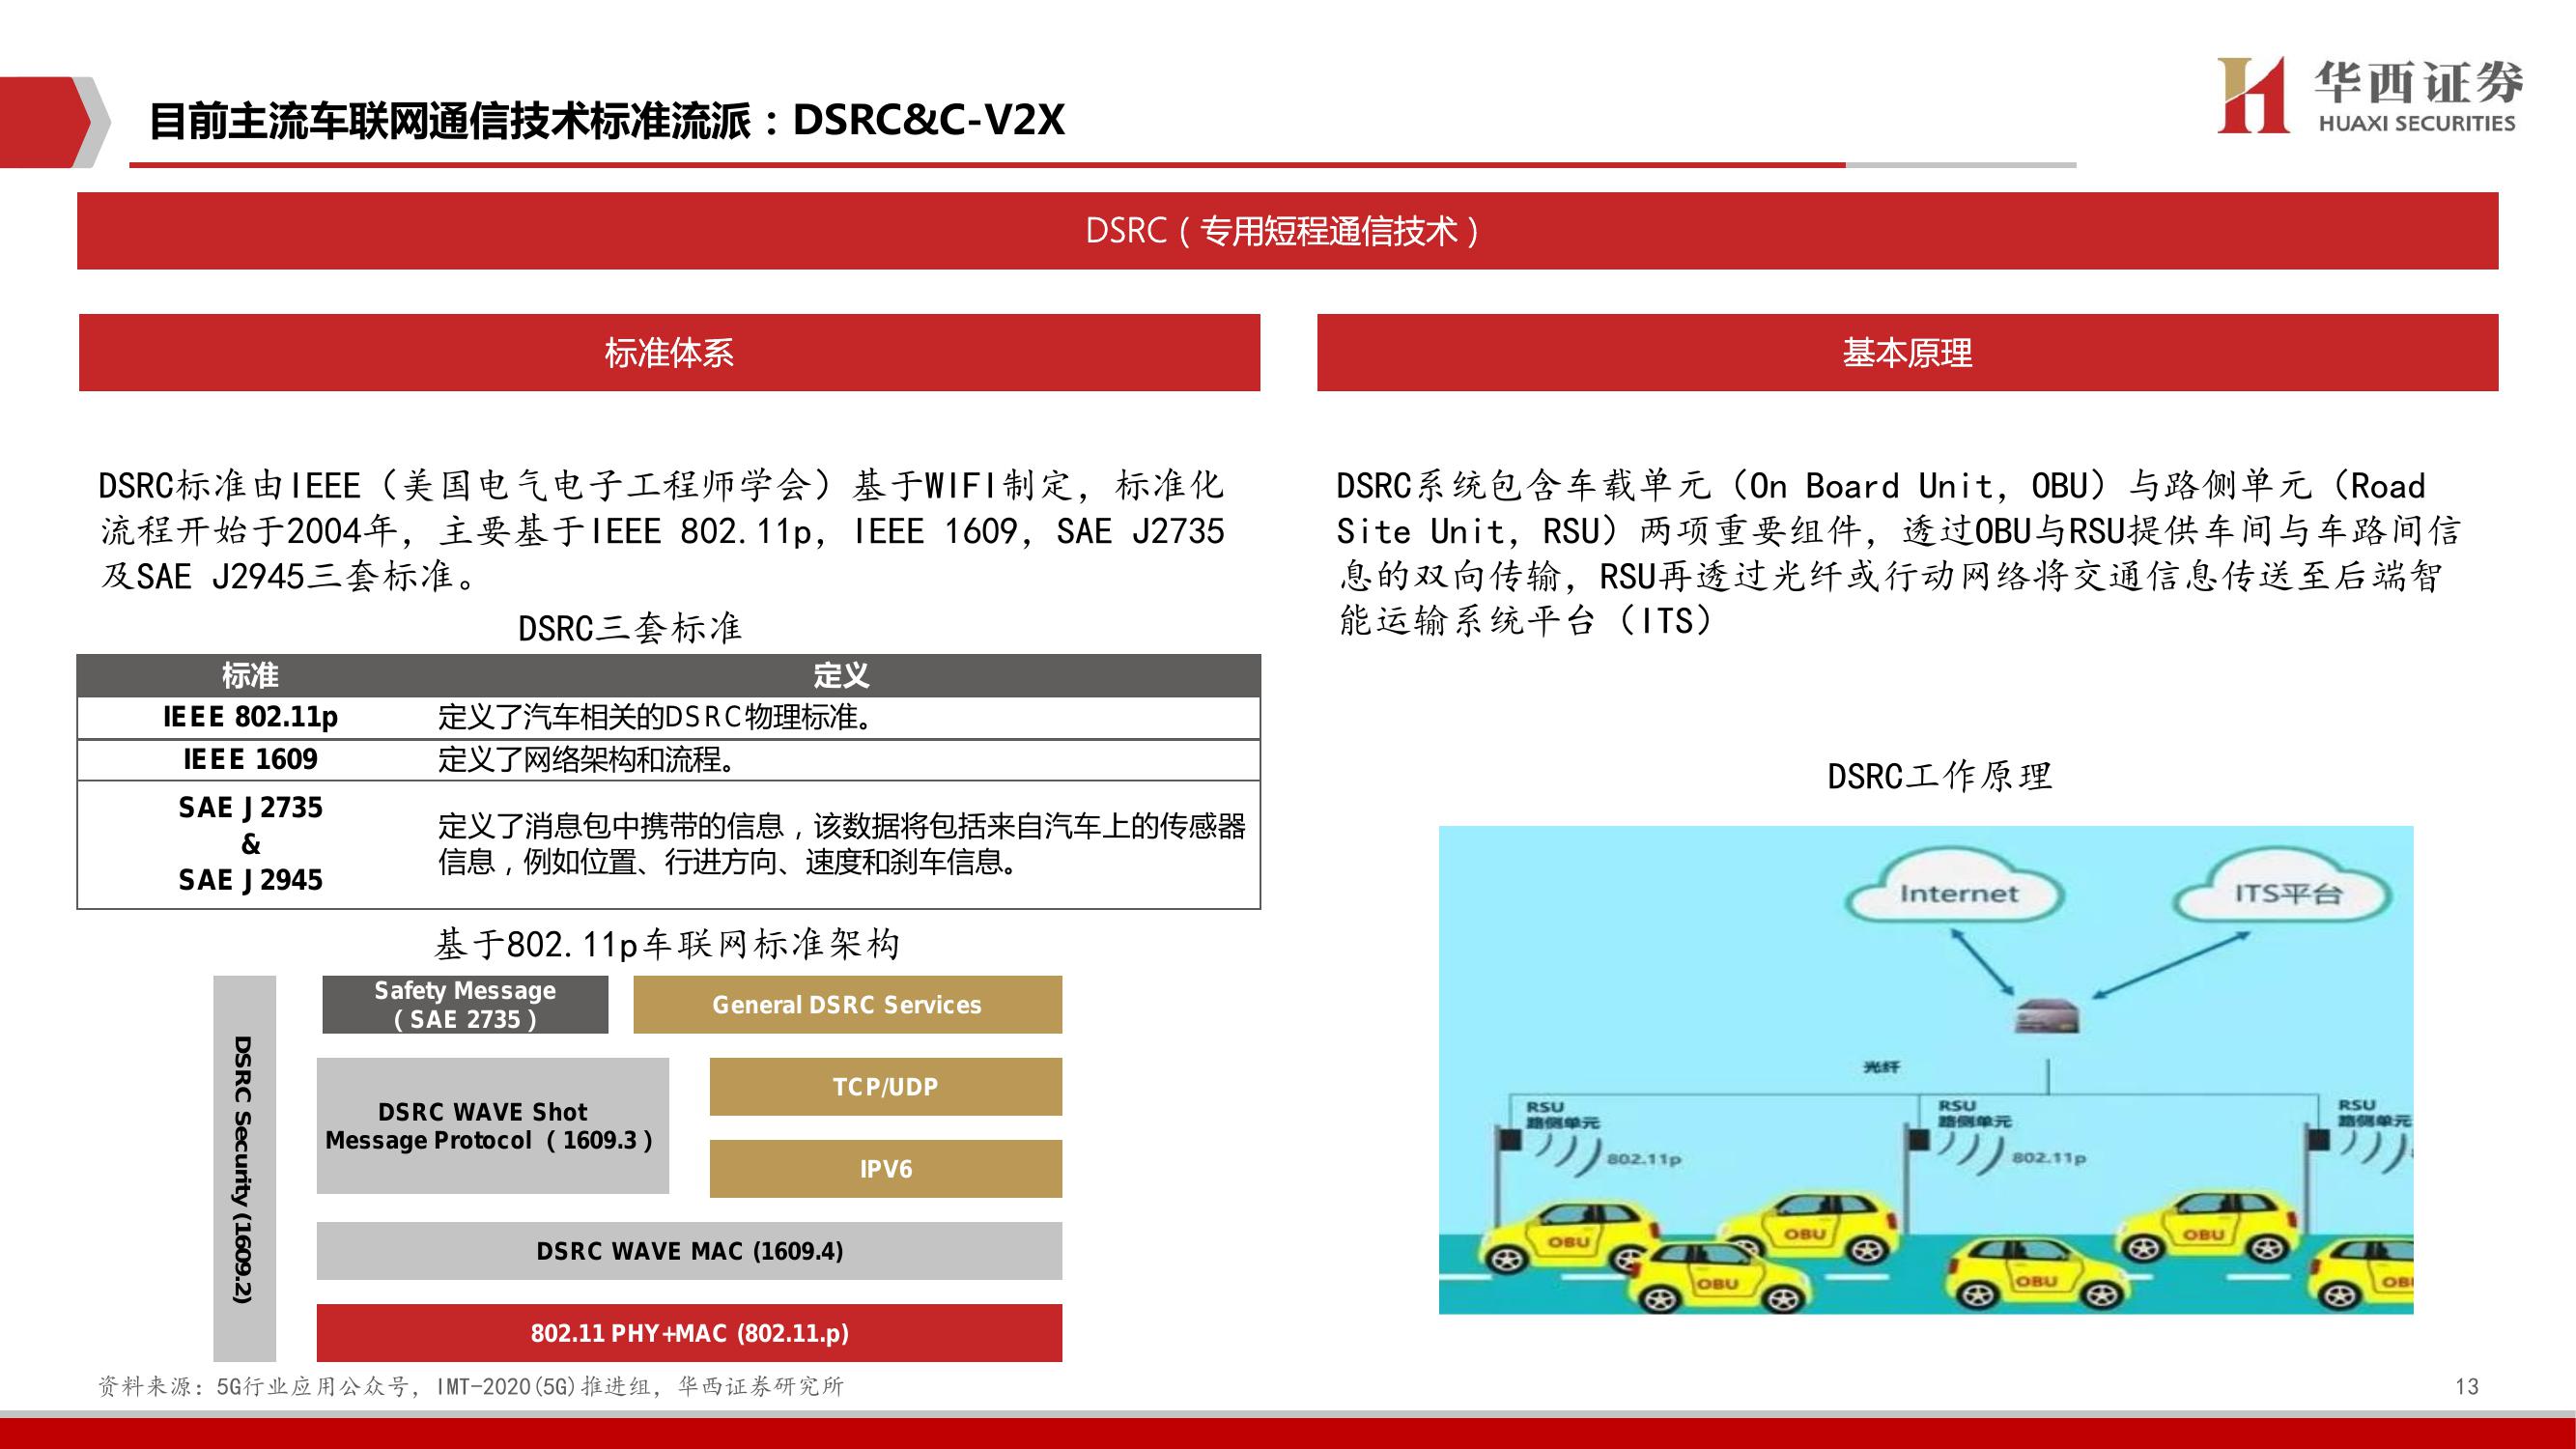 目前主流车联网通信技术标准流派：DSRC&C-V2X
华西证券
HUAXI SECURITIES
DSRC（专用短程通信技术）
标准体系
DSRC标准由IEEE（美国电气电子工程师学会）基于WIFI制定，标准化
流程开始于2004年，主要基于IEEE 802.11p，IEEE 1609，SAE J2735
及SAE J2945三套标准。
DSRC三套标准
标准 定义
IEEE 802.11p 定义了汽车相关的DSRC物理标准。
IEEE 1609 定义了网络架构和流程。
SAE J2735
&
SAE J2945
定义了消息包中携带的信息，该数据将包括来自汽车上的传感器
信息，例如位置、行进方向、速度和刹车信息。
基于802.11p车联网标准架构
DSRC Security (1609.2)
Safety Message
（SAE 2735）
General DSRC Services
DSRC WAVE Shot
Message Protocol（1609.3）
TCP/UDP
IPV6
DSRC WAVE MAC (1609.4)
802.11 PHY+MAC (802.11.p)
基本原理
DSRC系统包含车载单元（On Board Unit，OBU）与路侧单元（Road
Site Unit，RSU）两项重要组件，透过OBU与RSU提供车间与车路间信
息的双向传输，RSU再透过光纤或行动网络将交通信息传送至后端智
能运输系统平台（ITS）
DSRC工作原理
Internet
ITS平台
光纤
RSU
路侧单元
802.11p
RSU
路侧单元
802.11p
RSU
路侧单元
OBU
OBU
OBU
OBU
OBU
OBU
资料来源：5G行业应用公众号，IMT-2020(5G)推进组，华西证券研究所
13